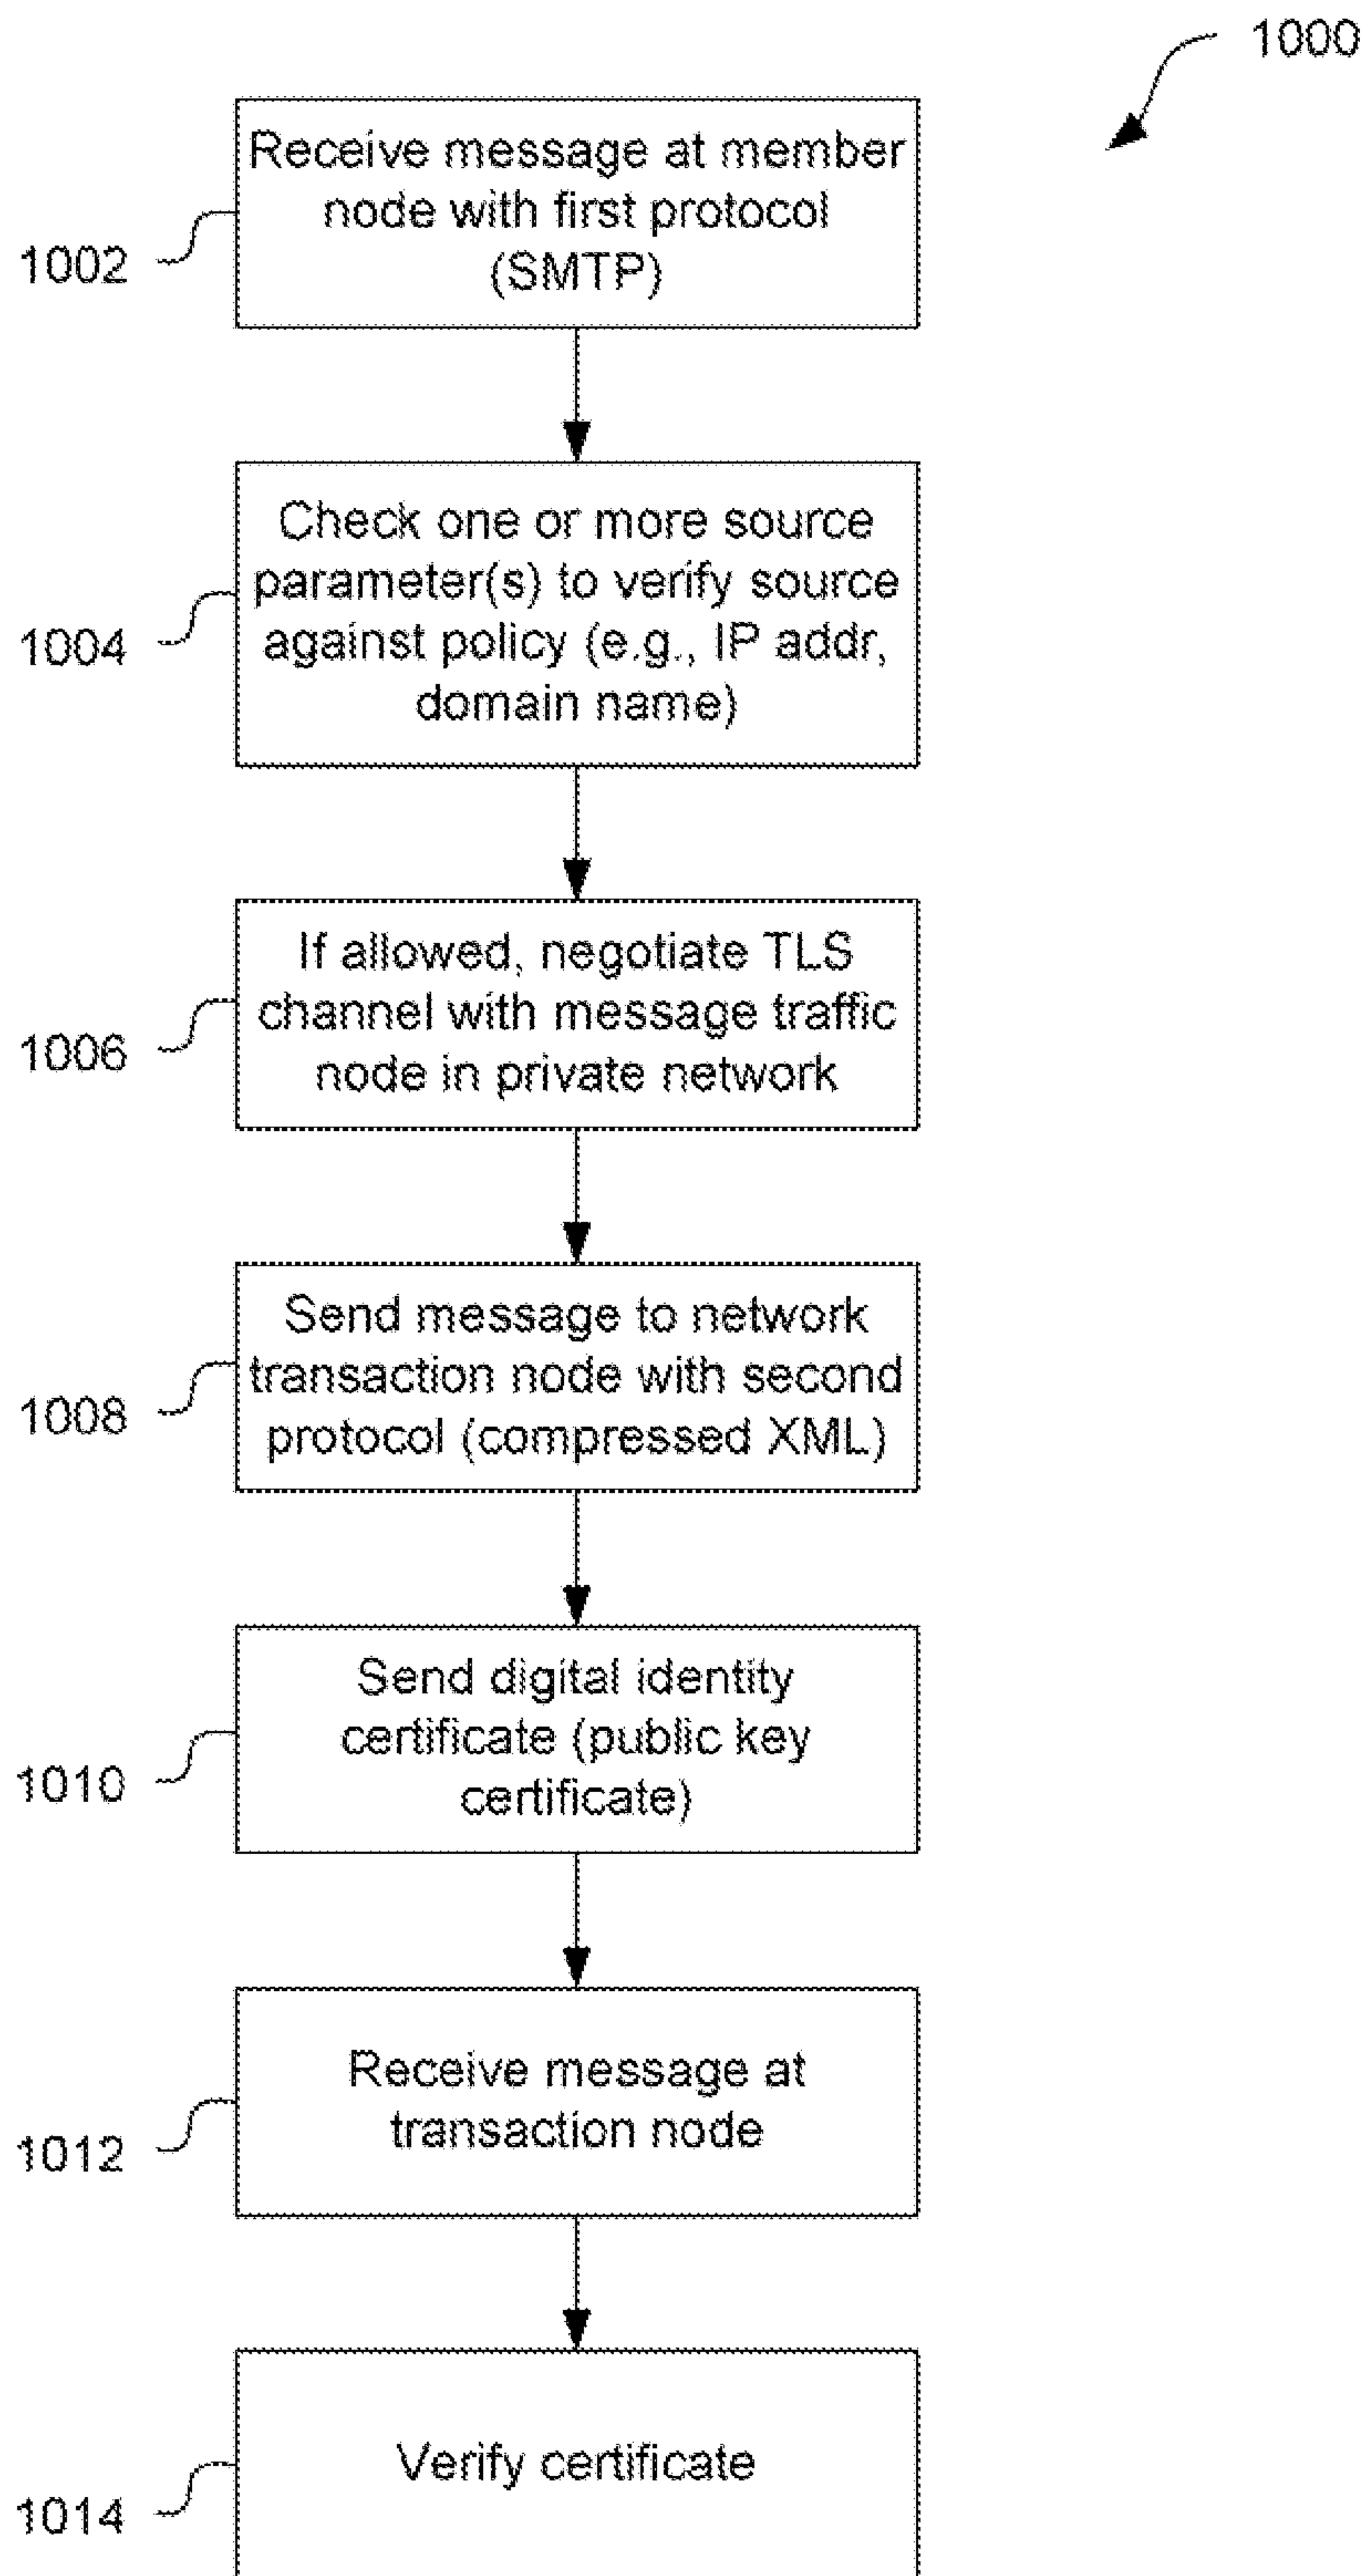 1000
Receive message at member
node with first protocol
(SMTP)
1002
Check one or more source
parameter(s) to verify source
against policy (e.g., IP addr,
domain name)
1004
If allowed, negotiate TLS
channel with message traffic
node in private network
1006
Send message to network
transaction node with second
protocol (compressed XML)
1008
Send digital identity
certificate (public key
certificate)
1010
Receive message at
transaction node
1012
Verify certificate
1014